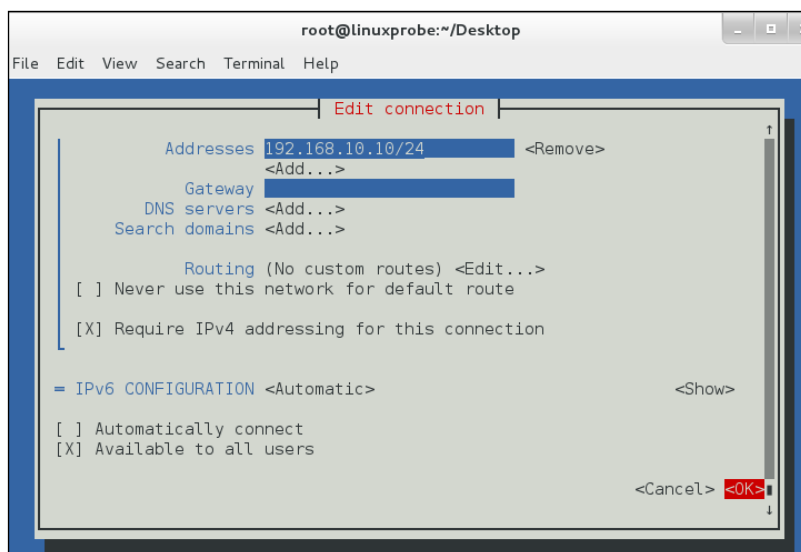 root@linuxprobe:~/Desktop
File Edit View Search Terminal Help
Edit connection
Addresses 192.168.10.10/24 <Remove>
<Add...>
Gateway
DNS servers <Add...>
Search domains <Add...>
Routing (No custom routes) <Edit...>
[ ] Never use this network for default route
[X] Require IPv4 addressing for this connection
= IPv6 CONFIGURATION <Automatic> <Show>
[ ] Automatically connect
[X] Available to all users
<Cancel> <OK>